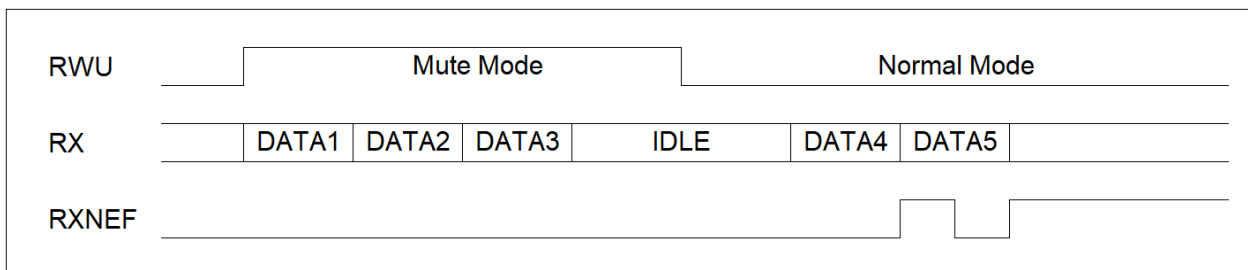 RWU Mute Mode Normal Mode
RX DATA1 DATA2 DATA3 IDLE DATA4 DATA5
RXNEF